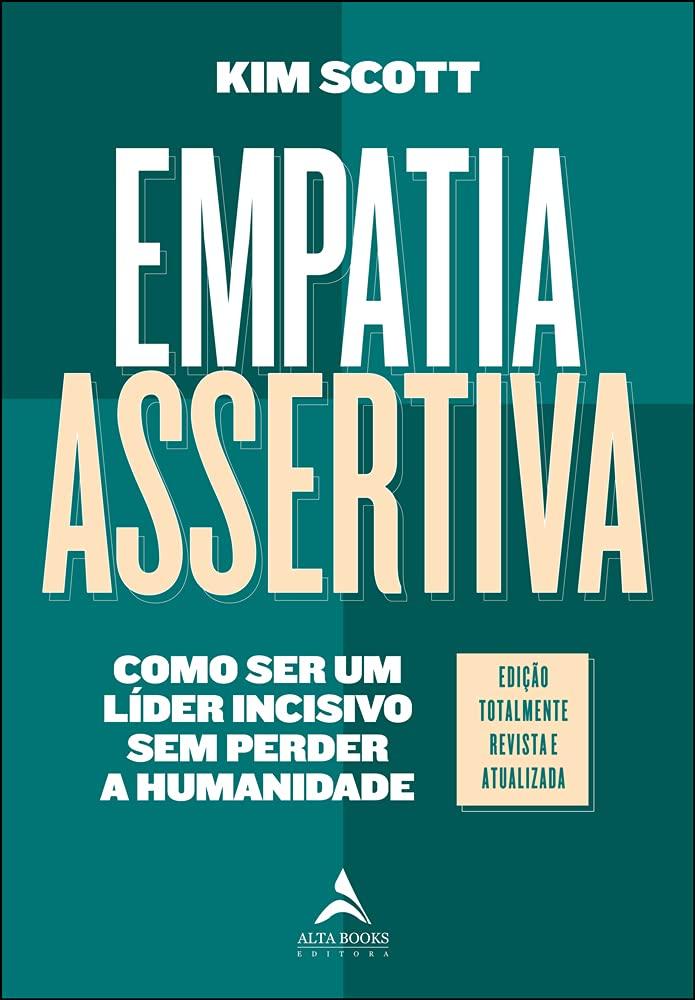 KIM SCOTT
EMPATIA
ASSERTIVA
COMO SER UM
LÍDER INCISIVO
SEM PERDER
A HUMANIDADE
EDIÇÃO
TOTALMENTE
REVISTA E
ATUALIZADA
ALTA BOOKS
EDITORA